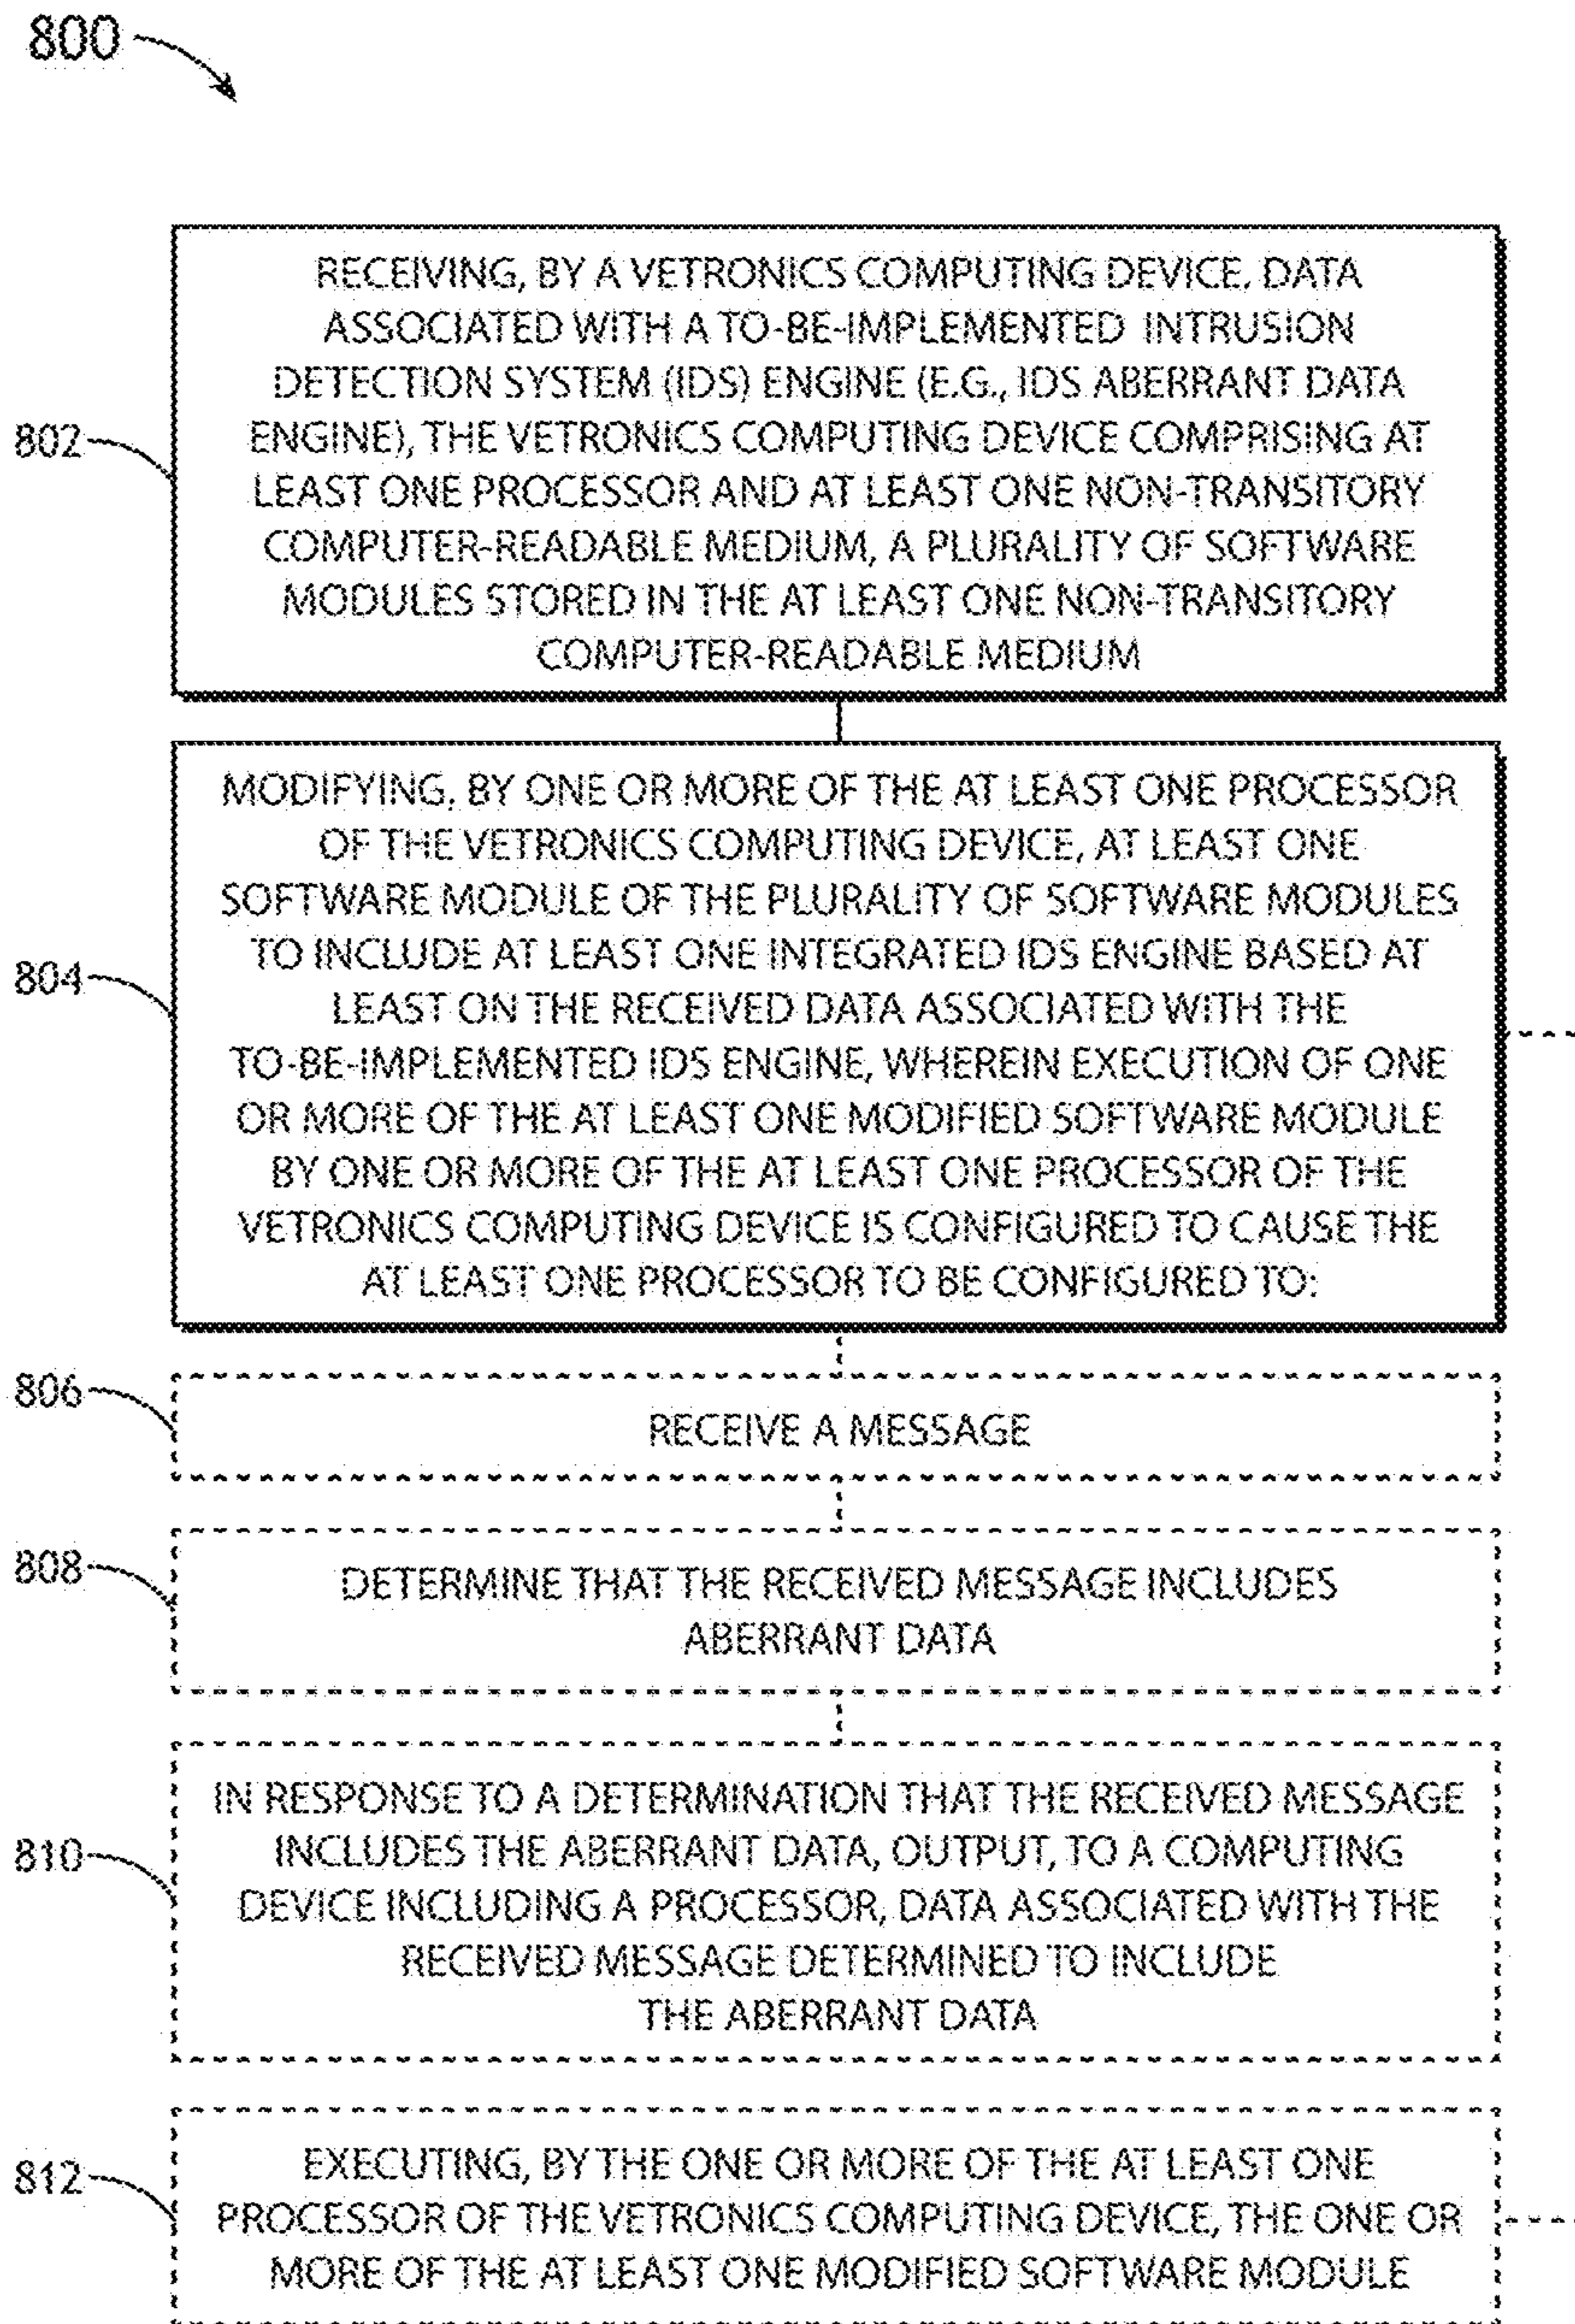 800
802
RECEIVING, BY A VETRONICS COMPUTING DEVICE, DATA
ASSOCIATED WITH A TO-BE-IMPLEMENTED INTRUSION
DETECTION SYSTEM (IDS) ENGINE (E.G., IDS ABERRANT DATA
ENGINE), THE VETRONICS COMPUTING DEVICE COMPRISING AT
LEAST ONE PROCESSOR AND AT LEAST ONE NON-TRANSITORY
COMPUTER-READABLE MEDIUM, A PLURALITY OF SOFTWARE
MODULES STORED IN THE AT LEAST ONE NON-TRANSITORY
COMPUTER-READABLE MEDIUM
804
MODIFYING, BY ONE OR MORE OF THE AT LEAST ONE PROCESSOR
OF THE VETRONICS COMPUTING DEVICE, AT LEAST ONE
SOFTWARE MODULE OF THE PLURALITY OF SOFTWARE MODULES
TO INCLUDE AT LEAST ONE INTEGRATED IDS ENGINE BASED AT
LEAST ON THE RECEIVED DATA ASSOCIATED WITH THE
TO-BE-IMPLEMENTED IDS ENGINE, WHEREIN EXECUTION OF ONE
OR MORE OF THE AT LEAST ONE MODIFIED SOFTWARE MODULE
BY ONE OR MORE OF THE AT LEAST ONE PROCESSOR OF THE
VETRONICS COMPUTING DEVICE IS CONFIGURED TO CAUSE THE
AT LEAST ONE PROCESSOR TO BE CONFIGURED TO:
806
RECEIVE A MESSAGE
808
DETERMINE THAT THE RECEIVED MESSAGE INCLUDES
ABERRANT DATA
810
IN RESPONSE TO A DETERMINATION THAT THE RECEIVED MESSAGE
INCLUDES THE ABERRANT DATA, OUTPUT, TO A COMPUTING
DEVICE INCLUDING A PROCESSOR, DATA ASSOCIATED WITH THE
RECEIVED MESSAGE DETERMINED TO INCLUDE
THE ABERRANT DATA
812
EXECUTING, BY THE ONE OR MORE OF THE AT LEAST ONE
PROCESSOR OF THE VETRONICS COMPUTING DEVICE, THE ONE OR
MORE OF THE AT LEAST ONE MODIFIED SOFTWARE MODULE